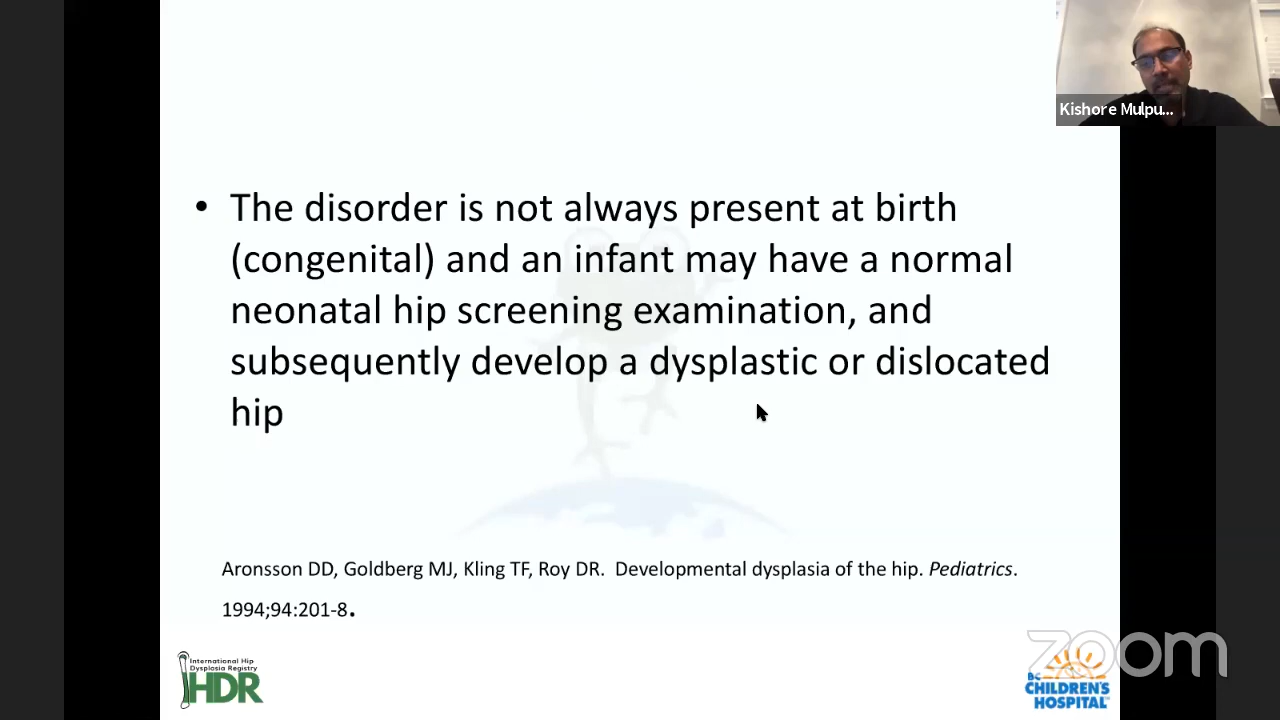 Kishore Mulpu...
• The disorder is not always present at birth
(congenital) and an infant may have a normal
neonatal hip screening examination, and
subsequently develop a dysplastic or dislocated
hip
Aronsson DD, Goldberg MJ, Kling TF, Roy DR. Developmental dysplasia of the hip. Pediatrics.
1994;94:201-8.
International Hip
Dysplasia Registry
IHDR
zoom
BC
CHILDREN'S
HOSPITAL